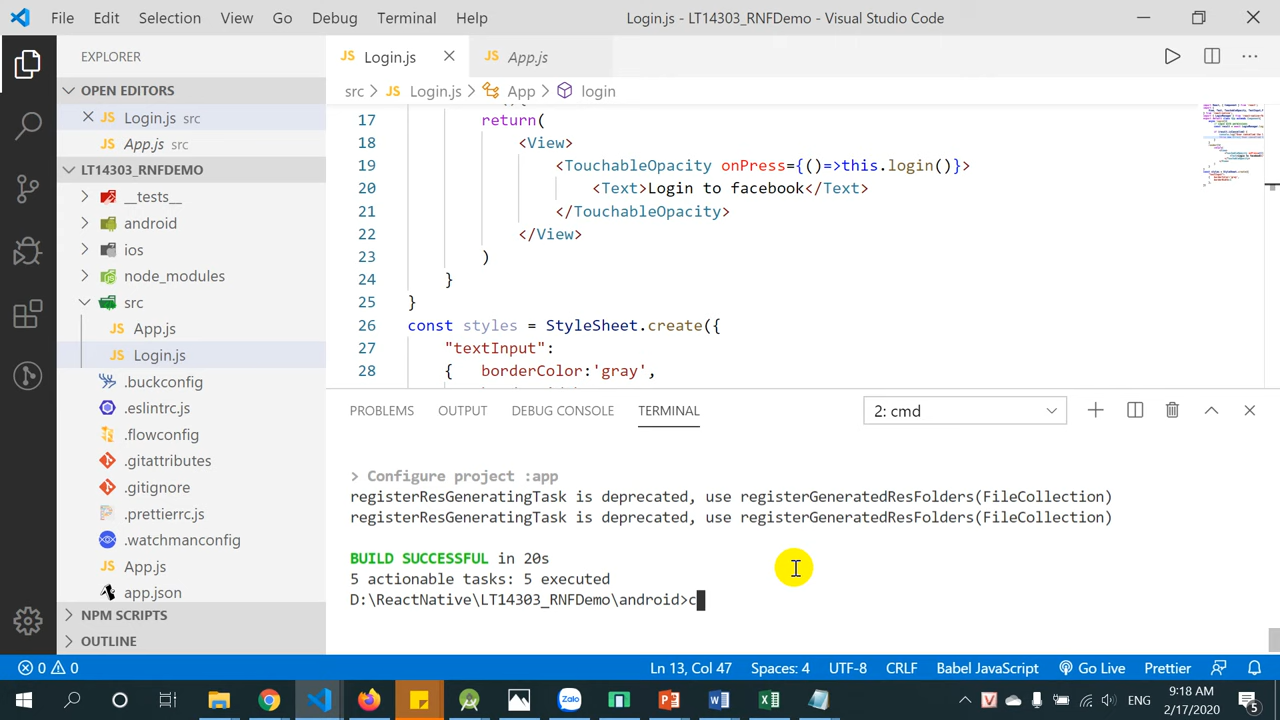 File Edit Selection View Go Debug Terminal Help Login.js - LT14303_RNFDemo - Visual Studio Code
EXPLORER
OPEN EDITORS
Login.js src
App.js src
LT14303_RNFDEMO
__tests__
android
ios
node_modules
src
JS App.js
JS Login.js
.buckconfig
.eslintrc.js
.flowconfig
.gitattributes
.gitignore
.prettierrc.js
.watchmanconfig
JS App.js
app.json
NPM SCRIPTS
OUTLINE
JS Login.js
JS App.js
src > JS Login.js > App > login
17 return(
18 <View>
19 <TouchableOpacity onPress={()=>this.login()}>
20 <Text>Login to facebook</Text>
21 </TouchableOpacity>
22 </View>
23 )
24 }
25 }
26 const styles = StyleSheet.create({
27 "textInput":
28 { borderColor:'gray',
PROBLEMS OUTPUT DEBUG CONSOLE TERMINAL 2: cmd
> Configure project :app
registerResGeneratingTask is deprecated, use registerGeneratedResFolders(FileCollection)
registerResGeneratingTask is deprecated, use registerGeneratedResFolders(FileCollection)
BUILD SUCCESSFUL in 20s
5 actionable tasks: 5 executed
D:\ReactNative\LT14303_RNFDemo\android>c
0 0 Ln 13, Col 47 Spaces: 4 UTF-8 CRLF Babel JavaScript Go Live Prettier
Zalo ENG 9:18 AM
2/17/2020 5